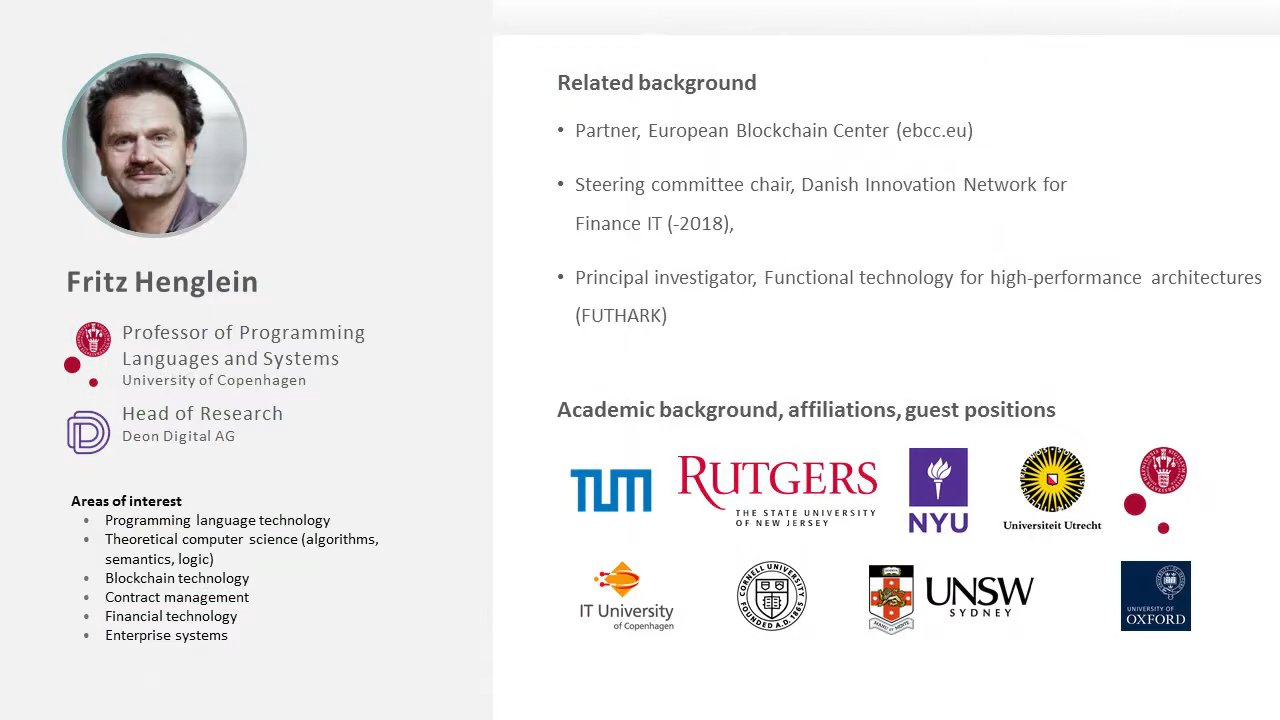 Fritz Henglein
Professor of Programming
Languages and Systems
University of Copenhagen
Head of Research
Deon Digital AG
Areas of interest
• Programming language technology
• Theoretical computer science (algorithms,
semantics, logic)
• Blockchain technology
• Contract management
• Financial technology
• Enterprise systems
Related background
• Partner, European Blockchain Center (ebcc.eu)
• Steering committee chair, Danish Innovation Network for
Finance IT (-2018),
• Principal investigator, Functional technology for high-performance architectures
(FUTHARK)
Academic background, affiliations, guest positions
TUM
RUTGERS
THE STATE UNIVERSITY
OF NEW JERSEY
NYU
Universiteit Utrecht
IT University
of Copenhagen
CORNELL UNIVERSITY
FOUNDED A.D. 1865
UNSW
SYDNEY
UNIVERSITY OF
OXFORD